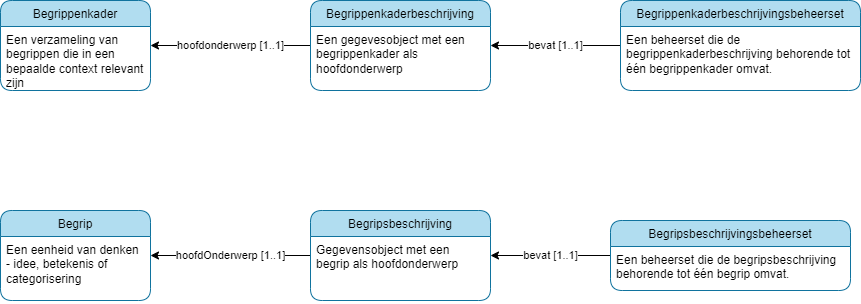 Begrippenkader
Een verzameling van
begrippen die in een
bepaalde context relevant
zijn
hoofdonderwerp [1..1]
Begrippenkaderbeschrijving
Een gegevesobject met een
begrippenkader als
hoofdonderwerp
bevat [1..1]
Begrippenkaderbeschrijvingsbeheerset
Een beheerset die de
begrippenkaderbeschrijving behorende tot
één begrippenkader omvat.
Begrip
Een eenheid van denken
- idee, betekenis of
categorisering
hoofdOnderwerp [1..1]
Begripsbeschrijving
Gegevensobject met een
begrip als hoofdonderwerp
bevat [1..1]
Begripsbeschrijvingsbeheerset
Een beheerset die de begripsbeschrijving
behorende tot één begrip omvat.